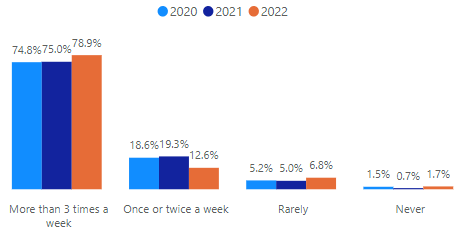 2020 2021 2022
74.8% 75.0% 78.9%
18.6% 19.3% 12.6%
5.2% 5.0% 6.8%
1.5% 0.7% 1.7%
More than 3 times a
week
Once or twice a week
Rarely
Never